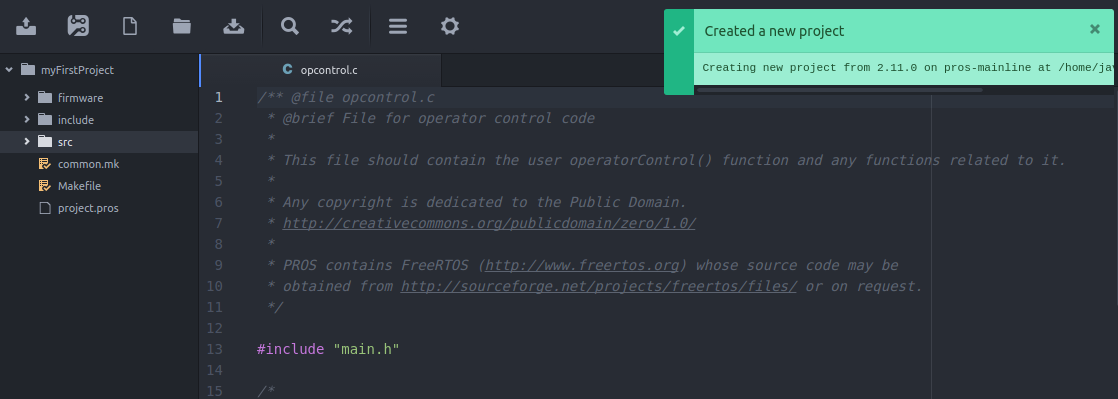 Created a new project
Creating new project from 2.11.0 on pros-mainline at /home/
myFirstProject
firmware
include
src
common.mk
Makefile
project.pros
C opcontrol.c
1 /** @file opcontrol.c
2 * @brief File for operator control code
3 *
4 * This file should contain the user operatorControl() function and any functions related to it.
5 *
6 * Any copyright is dedicated to the Public Domain.
7 * http://creativecommons.org/publicdomain/zero/1.0/
8 *
9 * PROS contains FreeRTOS (http://www.freertos.org) whose source code may be
10 * obtained from http://sourceforge.net/projects/freertos/files/ or on request.
11 */
12
13 #include "main.h"
14
15 /*